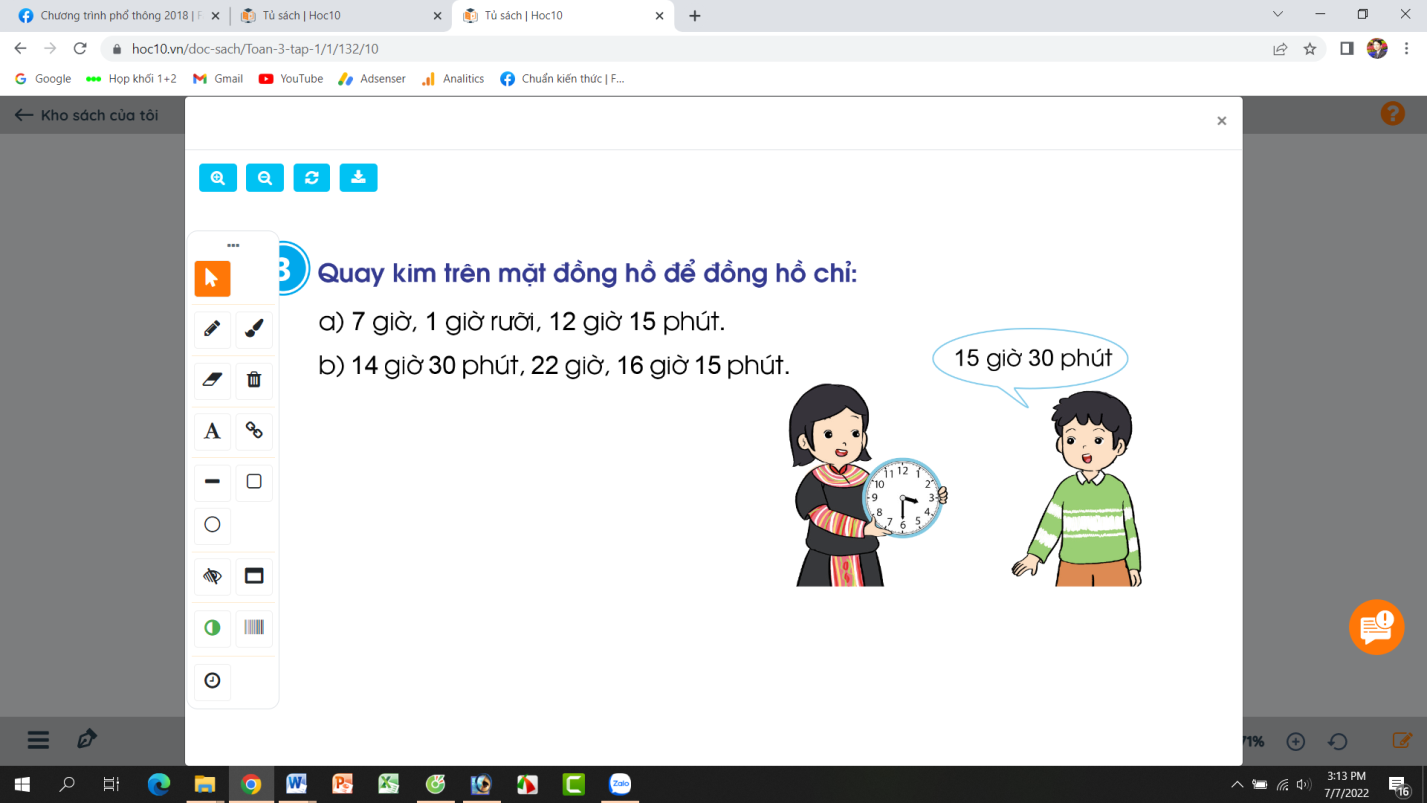 Chương trình phổ thông 2018 | F
Tủ sách | Hoc10
Tủ sách | Hoc10
hoc10.vn/doc-sach/Toan-3-tap-1/1/132/10
Google
Họp khối 1+2
Gmail
YouTube
Adsenser
Analitics
Chuẩn kiến thức | F...
Kho sách của tôi
3 Quay kim trên mặt đồng hồ để đồng hồ chỉ:
a) 7 giờ, 1 giờ rưỡi, 12 giờ 15 phút.
b) 14 giờ 30 phút, 22 giờ, 16 giờ 15 phút.
15 giờ 30 phút
12
11 1
10 2
9 3
8 4
7 6 5
A
71%
Zalo
3:13 PM
7/7/2022
16